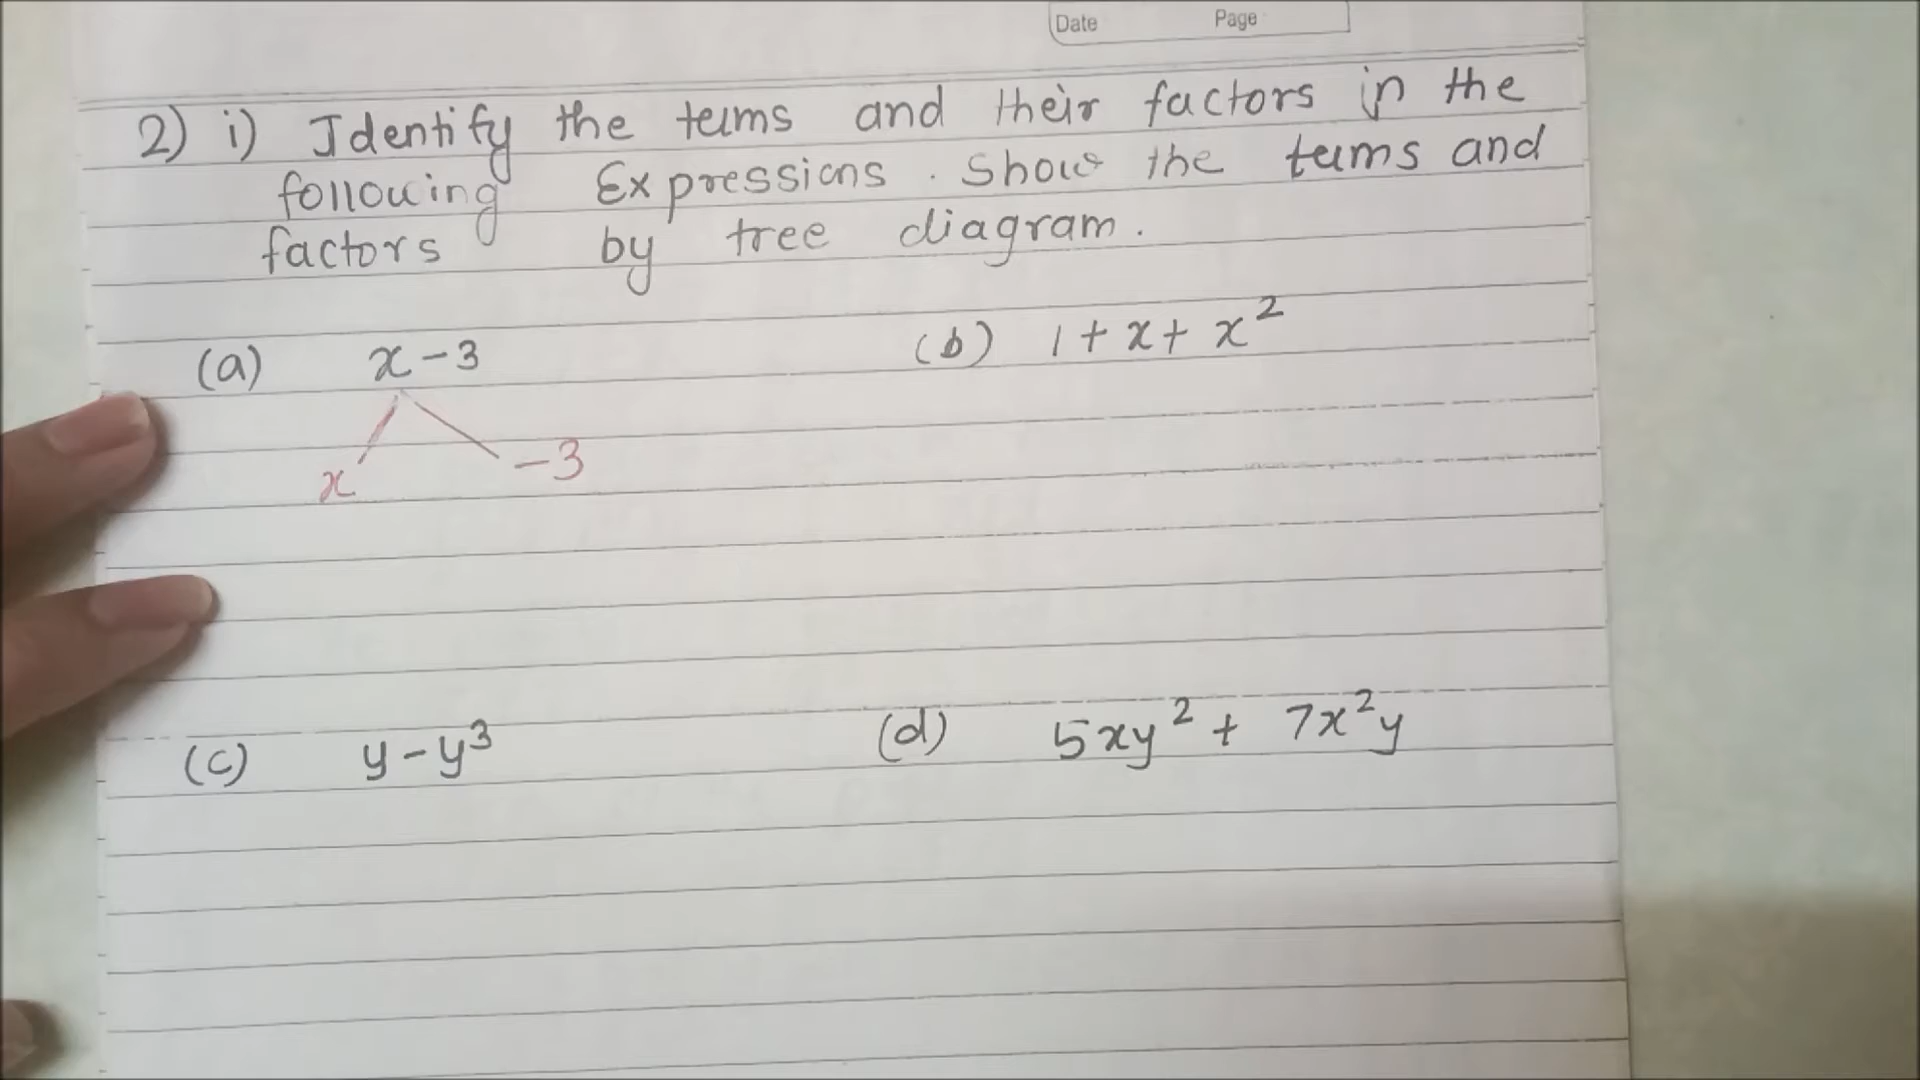 Date Page
2) i) Identify the terms and their factors in the
following Expressions. Show the terms and
factors by tree diagram.
(a) x - 3 (b) 1 + x + x²
x -3
(c) y - y³ (d) 5xy² + 7x²y